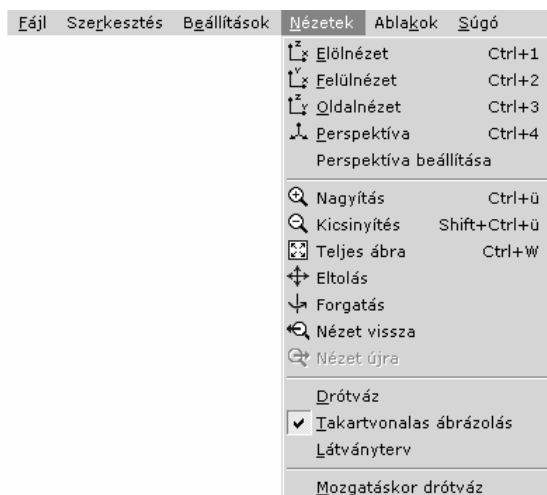 Fájl Szerkesztés Beállítások Nézetek Ablakok Súgó
Elölnézet Ctrl+1
Felülnézet Ctrl+2
Oldalnézet Ctrl+3
Perspektíva Ctrl+4
Perspektíva beállítása
Nagyítás Ctrl+ü
Kicsinyítés Shift+Ctrl+ü
Teljes ábra Ctrl+W
Eltolás
Forgatás
Nézet vissza
Nézet újra
Drótváz
Takartvonalas ábrázolás
Látványterv
Mozgatáskor drótváz